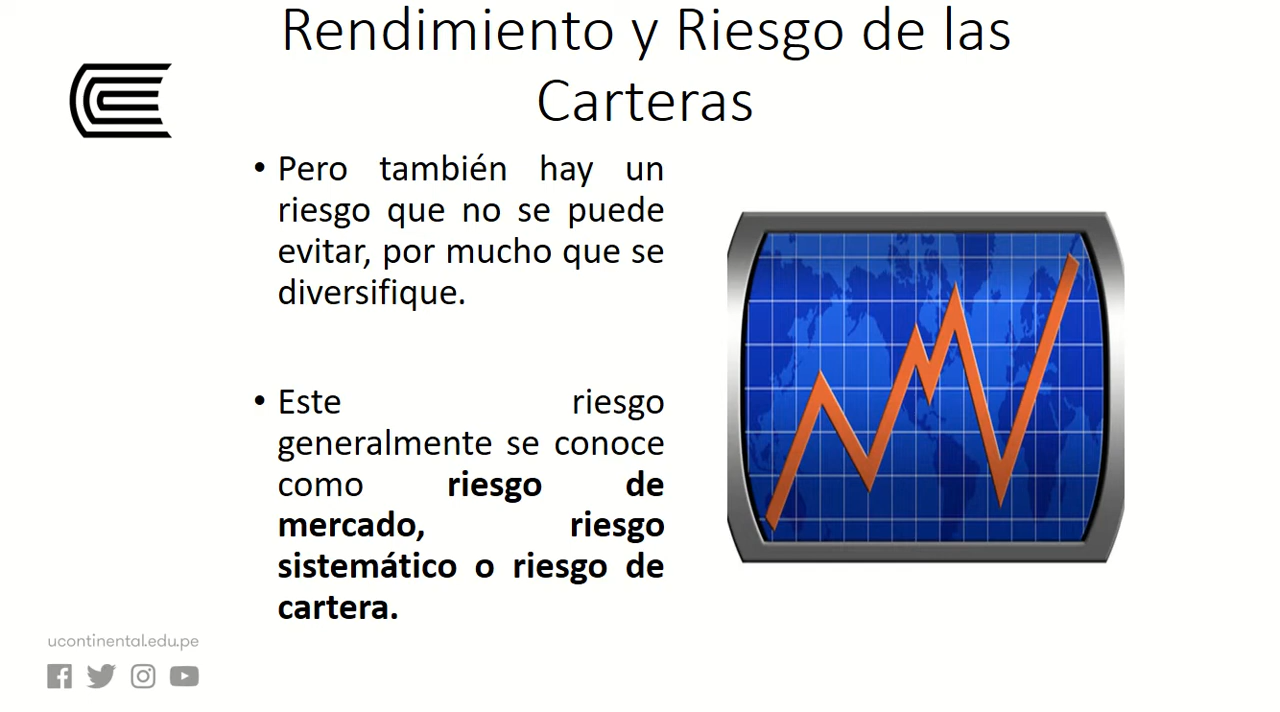 Rendimiento y Riesgo de las
Carteras
• Pero también hay un
riesgo que no se puede
evitar, por mucho que se
diversifique.
• Este riesgo
generalmente se conoce
como riesgo de
mercado, riesgo
sistemático o riesgo de
cartera.
ucontinental.edu.pe